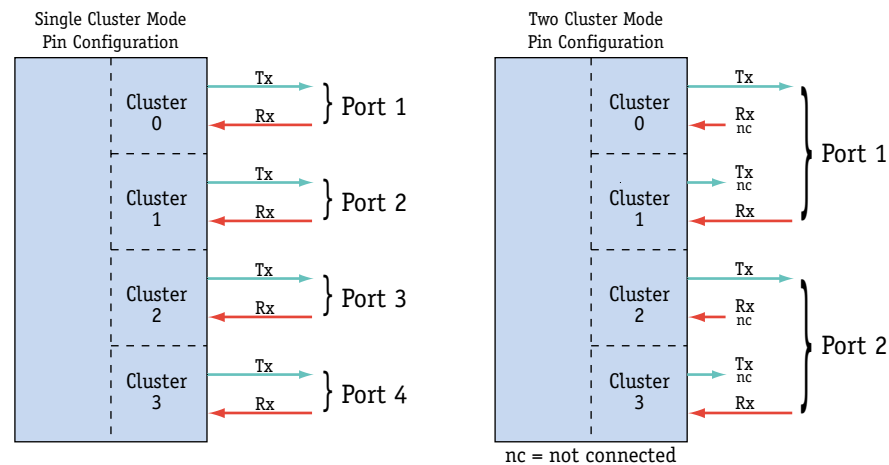 Single Cluster Mode
Pin Configuration
Cluster
0
Tx
Rx
Port 1
Cluster
1
Tx
Rx
Port 2
Cluster
2
Tx
Rx
Port 3
Cluster
3
Tx
Rx
Port 4
Two Cluster Mode
Pin Configuration
Cluster
0
Tx
Rx
nc
Cluster
1
Tx
nc
Rx
Port 1
Cluster
2
Tx
Rx
nc
Cluster
3
Tx
nc
Rx
Port 2
nc = not connected